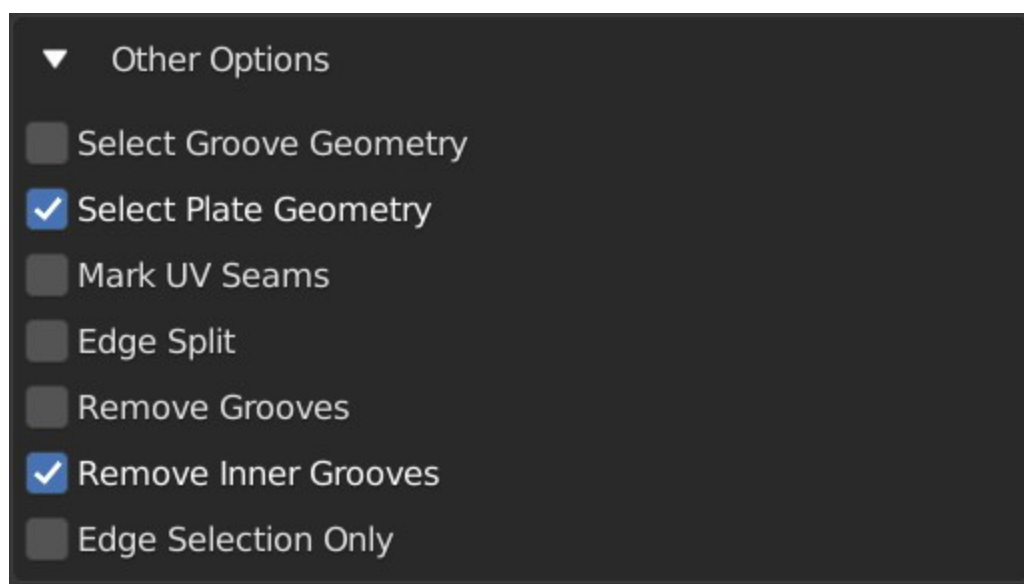 Other Options
Select Groove Geometry
Select Plate Geometry
Mark UV Seams
Edge Split
Remove Grooves
Remove Inner Grooves
Edge Selection Only